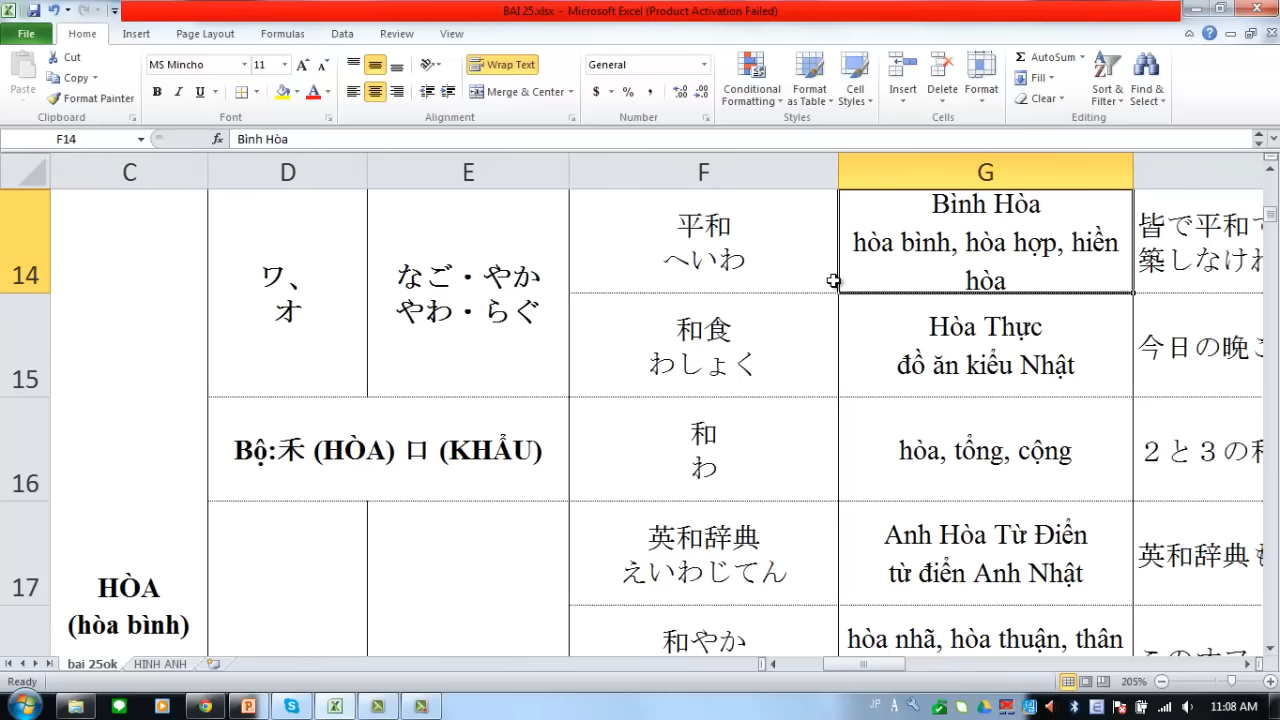 BAI 25.xlsx - Microsoft Excel (Product Activation Failed)
File Home Insert Page Layout Formulas Data Review View
Cut
Copy
Format Painter
Paste
Clipboard
MS Mincho 11
B I U
Font
Wrap Text
Merge & Center
Alignment
General
$ % ,
Number
Conditional Formatting
Format as Table
Cell Styles
Styles
Insert Delete Format
Cells
Σ AutoSum
Fill
Clear
Sort & Filter
Find & Select
Editing
F14 fx Bình Hòa
C D E F G
14
ワ、
オ
なご・やか
やわ・らぐ
平和
へいわ
Bình Hòa
hòa bình, hòa hợp, hiền
hòa
皆で平和
築しなけ
15
和食
わしょく
Hòa Thực
đồ ăn kiểu Nhật
今日の晩
16
Bộ:禾 (HÒA) 口 (KHẨU)
和
わ
hòa, tổng, cộng
２と３の
17
HÒA
(hòa bình)
英和辞典
えいわじてん
Anh Hòa Từ Điển
từ điển Anh Nhật
英和辞典
和やか
hòa nhã, hòa thuận, thân
bai 25ok HINH ANH
Ready 205%
JP 11:08 AM